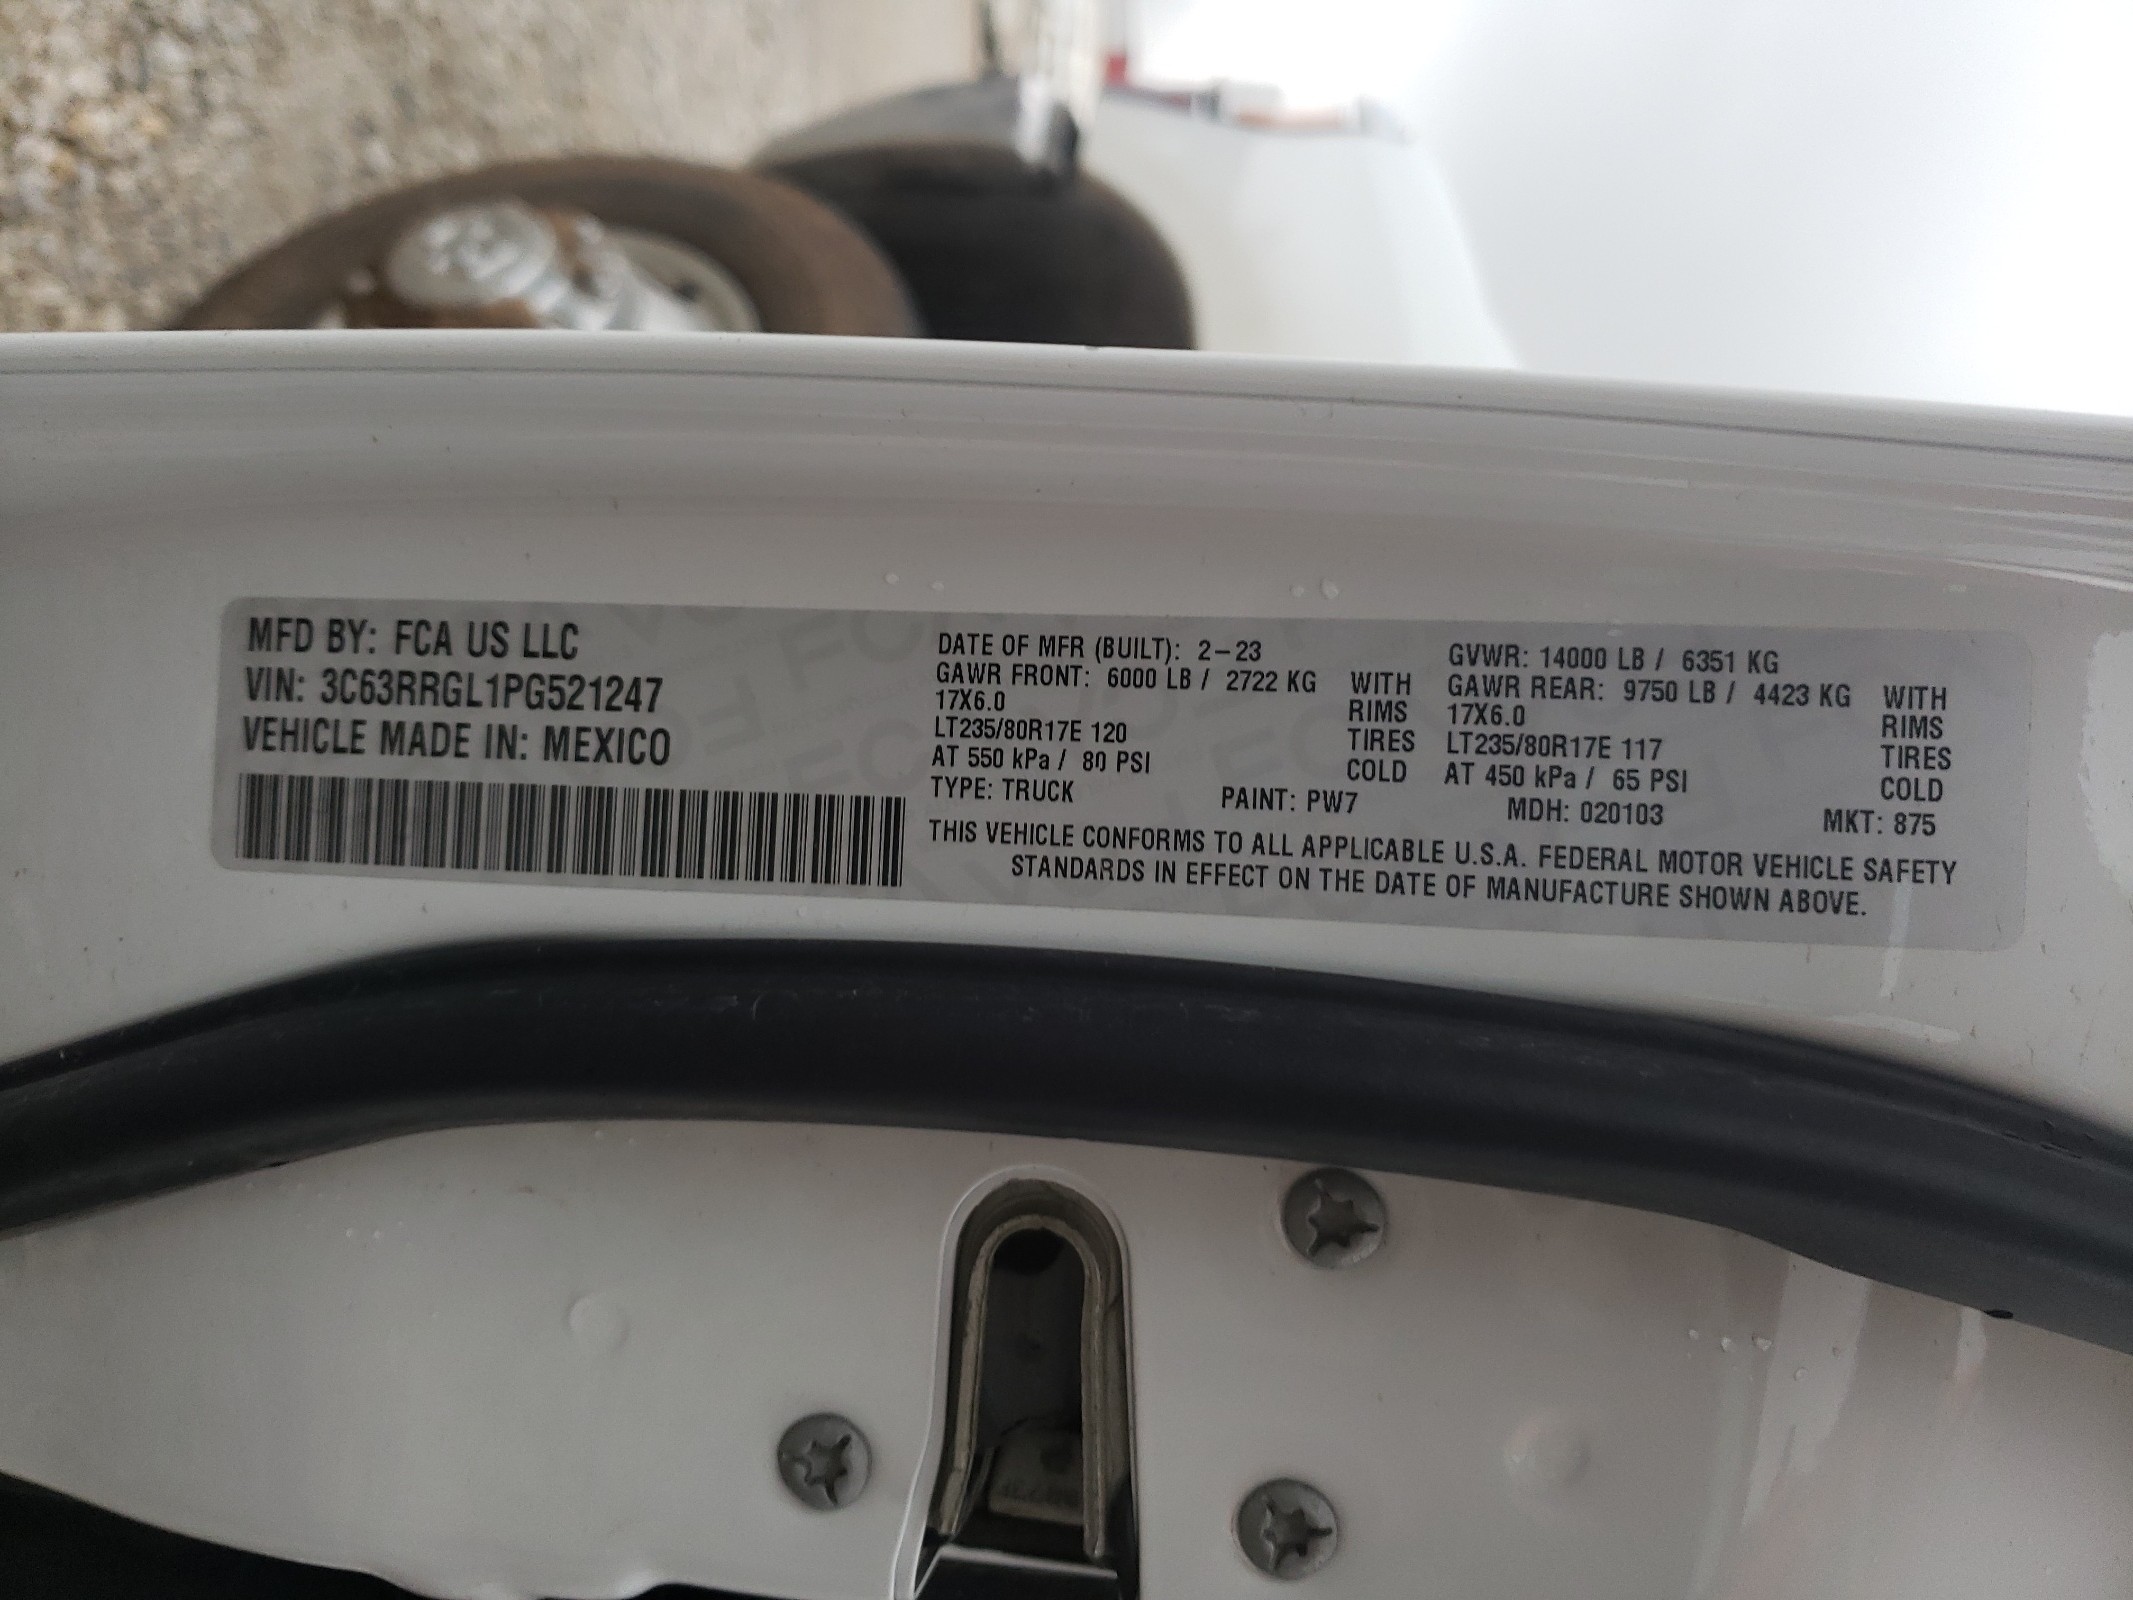 MFD BY: FCA US LLC
VIN: 3C63RRGL1PG521247
VEHICLE MADE IN: MEXICO
DATE OF MFR (BUILT): 2-23 GVWR: 14000 LB / 6351 KG
GAWR FRONT: 6000 LB / 2722 KG WITH GAWR REAR: 9750 LB / 4423 KG WITH
17X6.0 RIMS 17X6.0 RIMS
LT235/80R17E 120 TIRES LT235/80R17E 117 TIRES
AT 550 kPa / 80 PSI COLD AT 450 kPa / 65 PSI COLD
TYPE: TRUCK PAINT: PW7 MDH: 020103 MKT: 875
THIS VEHICLE CONFORMS TO ALL APPLICABLE U.S.A. FEDERAL MOTOR VEHICLE SAFETY
STANDARDS IN EFFECT ON THE DATE OF MANUFACTURE SHOWN ABOVE.